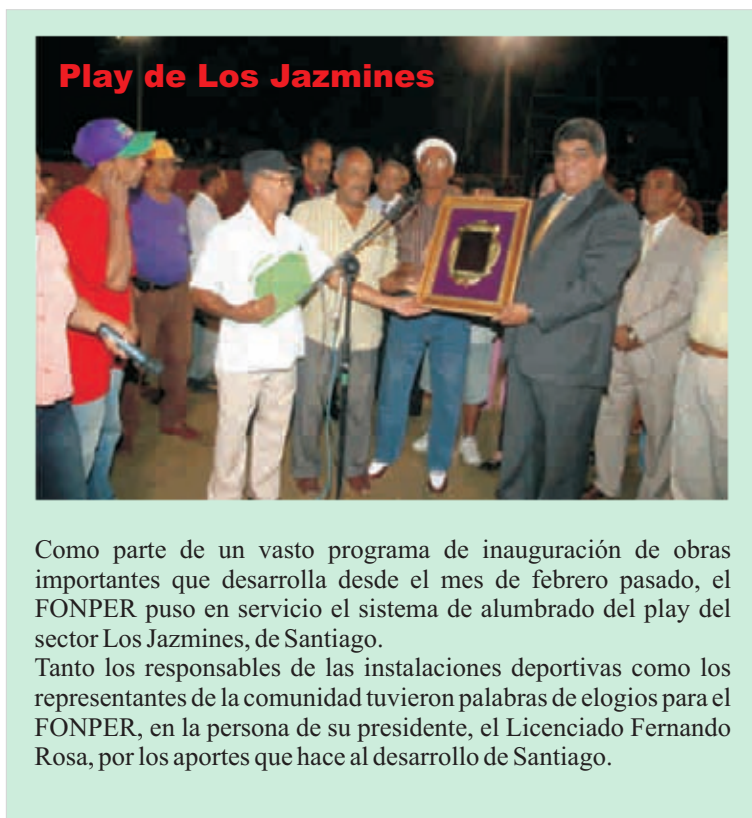 Play de Los Jazmines
Como parte de un vasto programa de inauguración de obras
importantes que desarrolla desde el mes de febrero pasado, el
FONPER puso en servicio el sistema de alumbrado del play del
sector Los Jazmines, de Santiago.
Tanto los responsables de las instalaciones deportivas como los
representantes de la comunidad tuvieron palabras de elogios para el
FONPER, en la persona de su presidente, el Licenciado Fernando
Rosa, por los aportes que hace al desarrollo de Santiago.